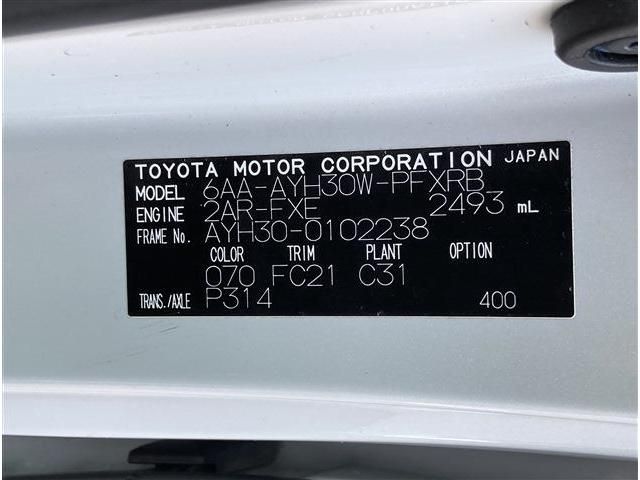 TOYOTA MOTOR CORPORATION JAPAN
MODEL 6AA-AYH30W-PFXRB
ENGINE 2AR-FXE 2493 mL
FRAME No. AYH30-0102238
COLOR TRIM PLANT OPTION
070 FC21 C31
TRANS./AXLE P314 400